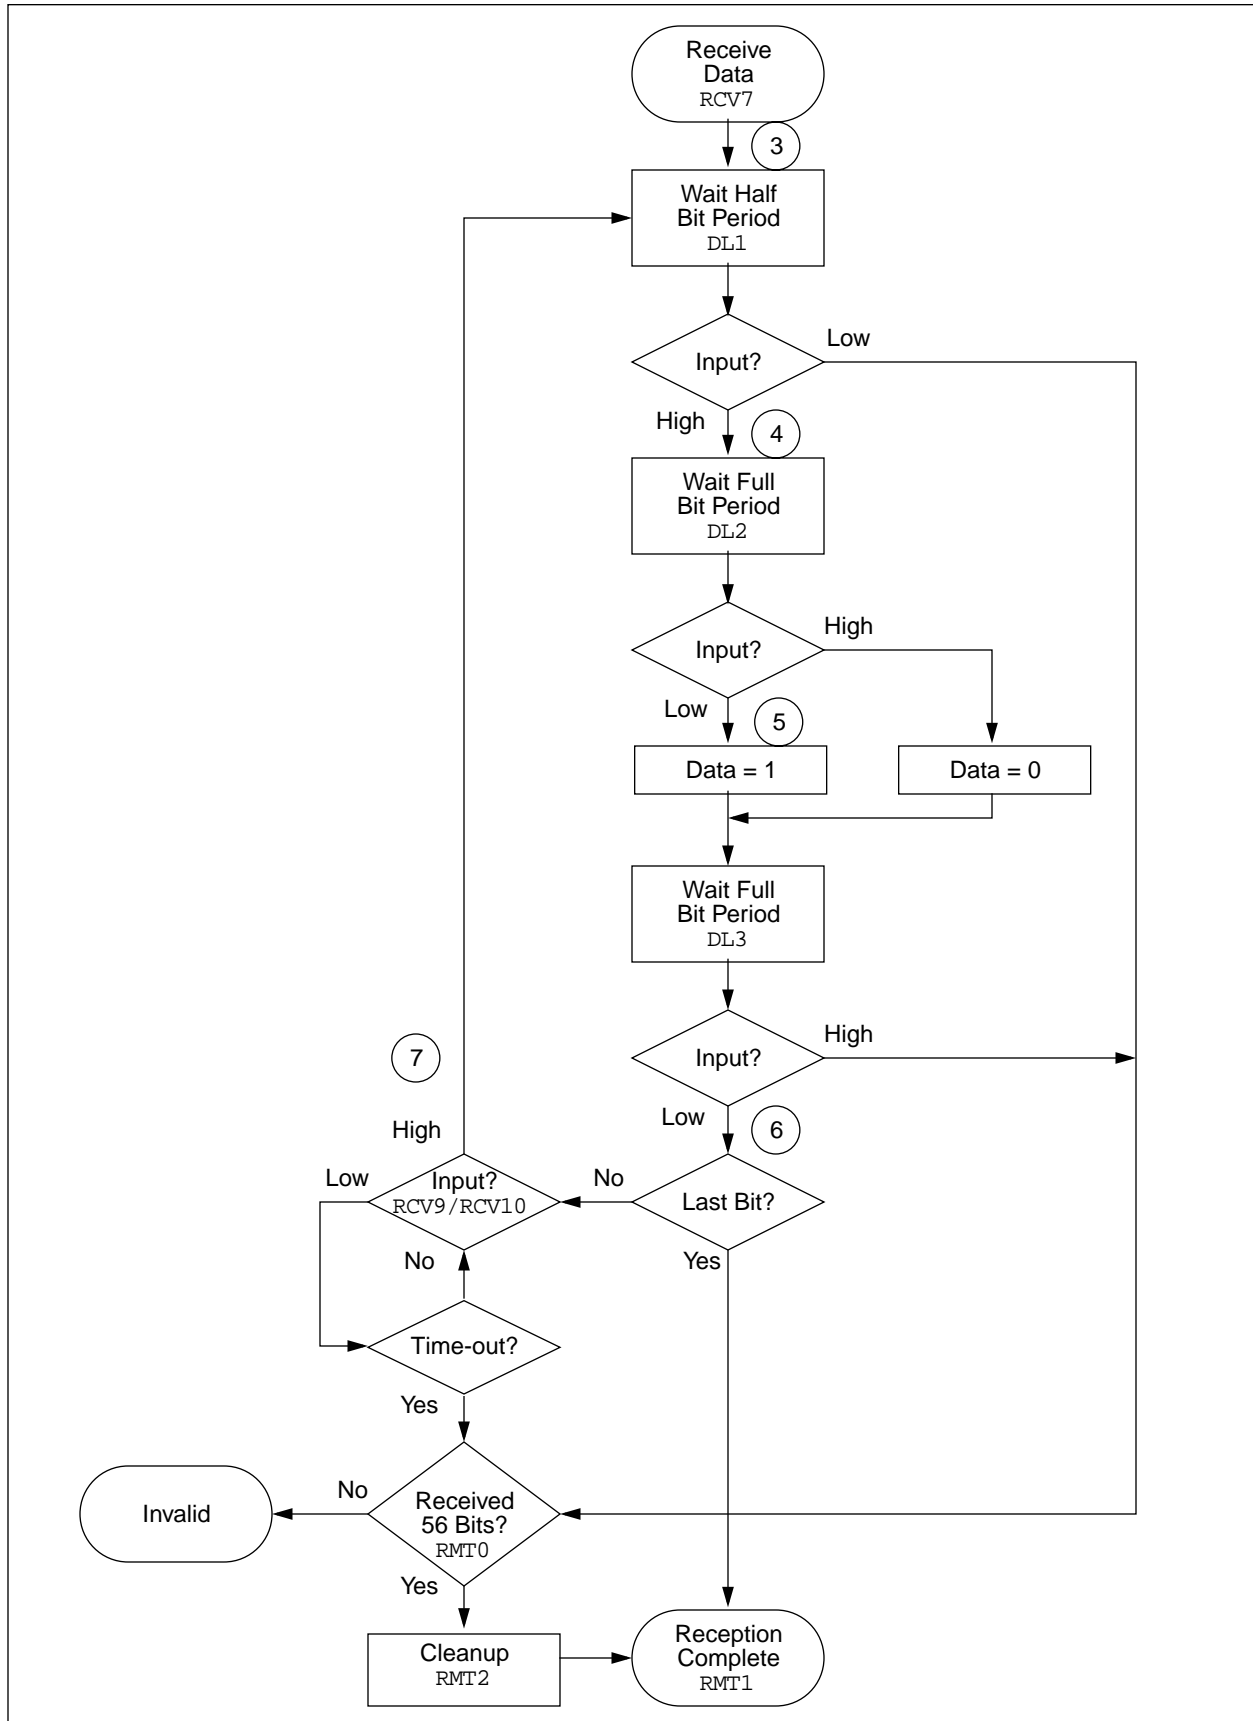 Receive
Data
RCV7
3
Wait Half
Bit Period
DL1
Input?
Low
High
4
Wait Full
Bit Period
DL2
Input?
High
Low
5
Data = 1
Data = 0
Wait Full
Bit Period
DL3
7
Input?
High
Low
6
High
Low
Input?
RCV9/RCV10
No
Last Bit?
No
Yes
Time-out?
Yes
Invalid
No
Received
56 Bits?
RMT0
Yes
Cleanup
RMT2
Reception
Complete
RMT1